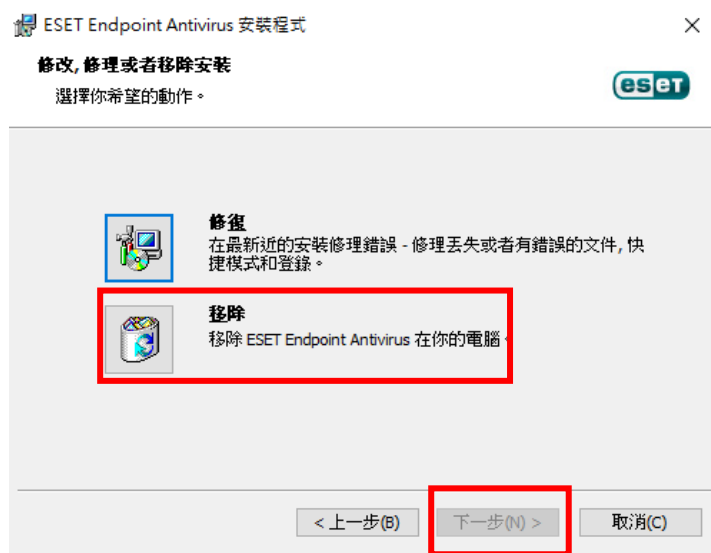 ESET Endpoint Antivirus 安裝程式
修改, 修理或者移除安裝
選擇你希望的動作。
eset
修復
在最新近的安裝修理錯誤 - 修理丟失或者有錯誤的文件, 快
捷模式和登錄。
移除
移除 ESET Endpoint Antivirus 在你的電腦。
< 上一步(B)
下一步(N) >
取消(C)